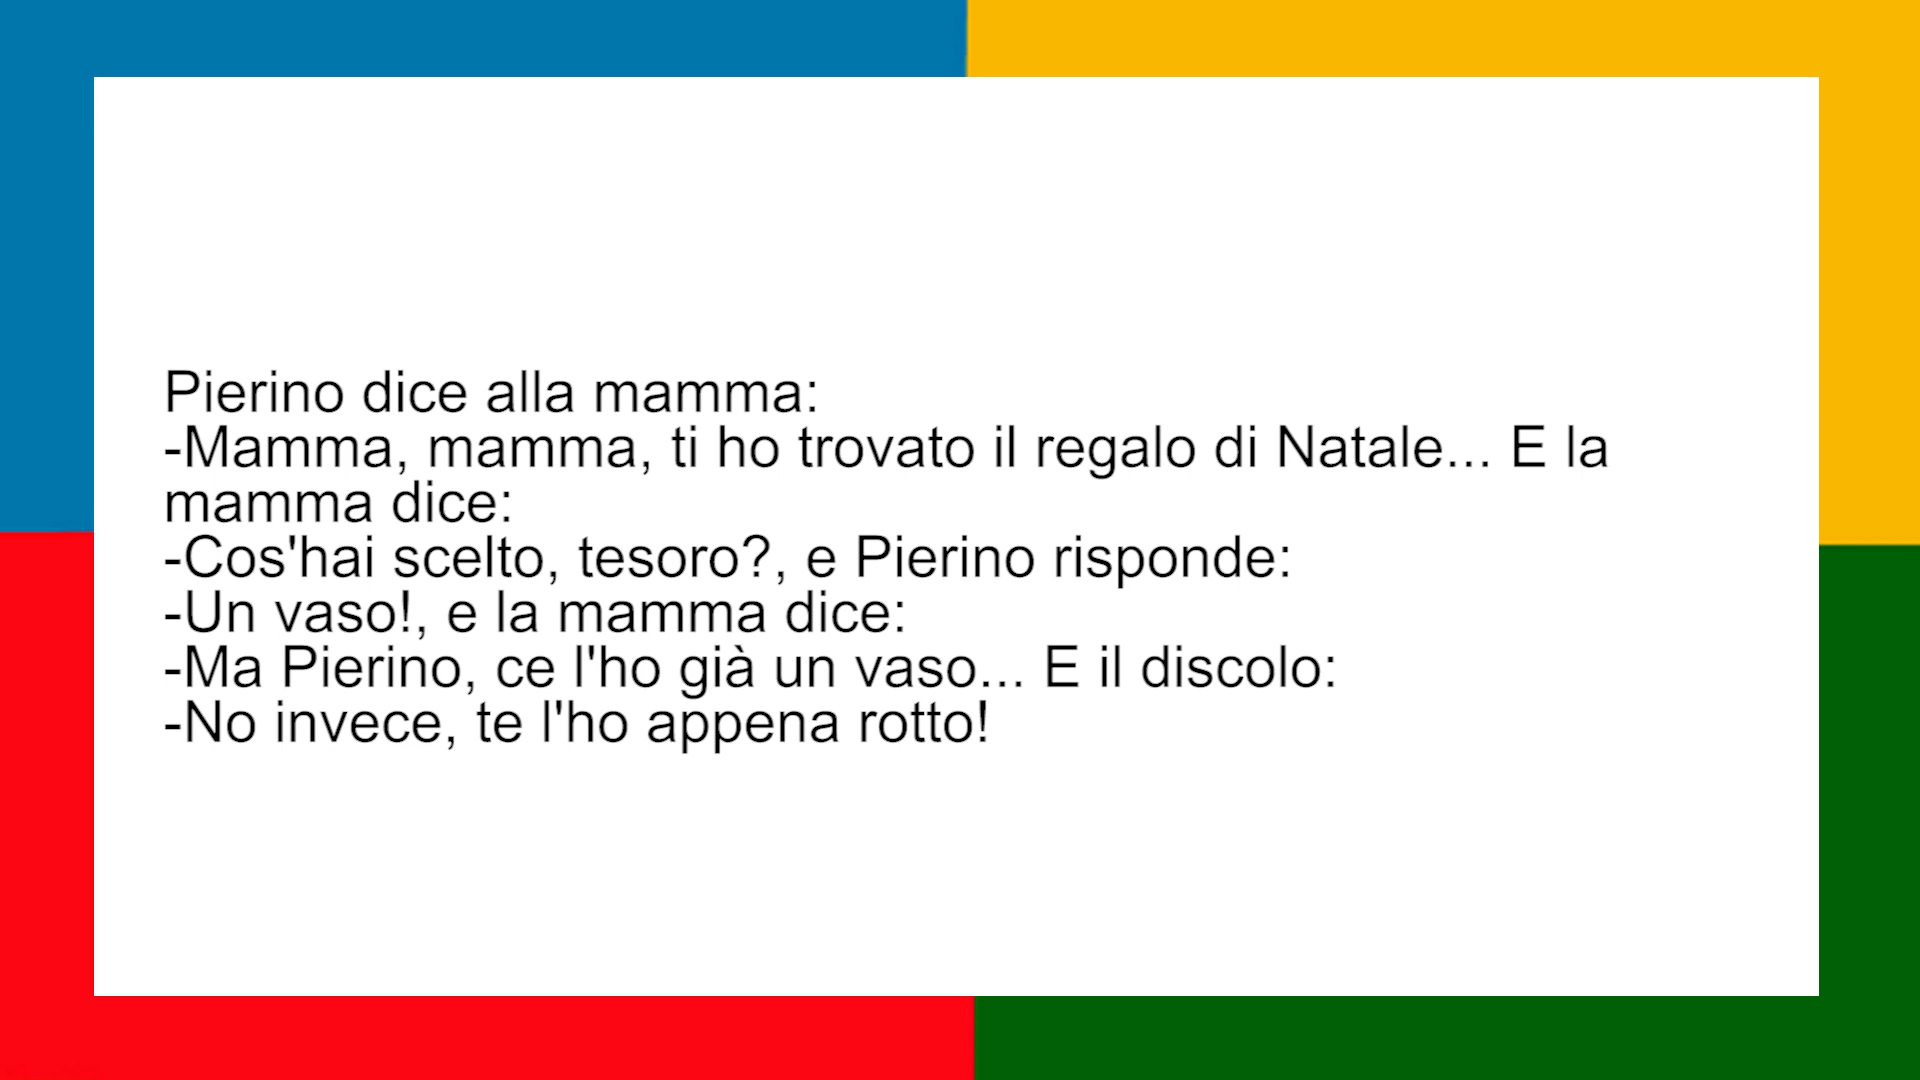 Pierino dice alla mamma:
-Mamma, mamma, ti ho trovato il regalo di Natale... E la
mamma dice:
-Cos'hai scelto, tesoro?, e Pierino risponde:
-Un vaso!, e la mamma dice:
-Ma Pierino, ce l'ho già un vaso... E il discolo:
-No invece, te l'ho appena rotto!